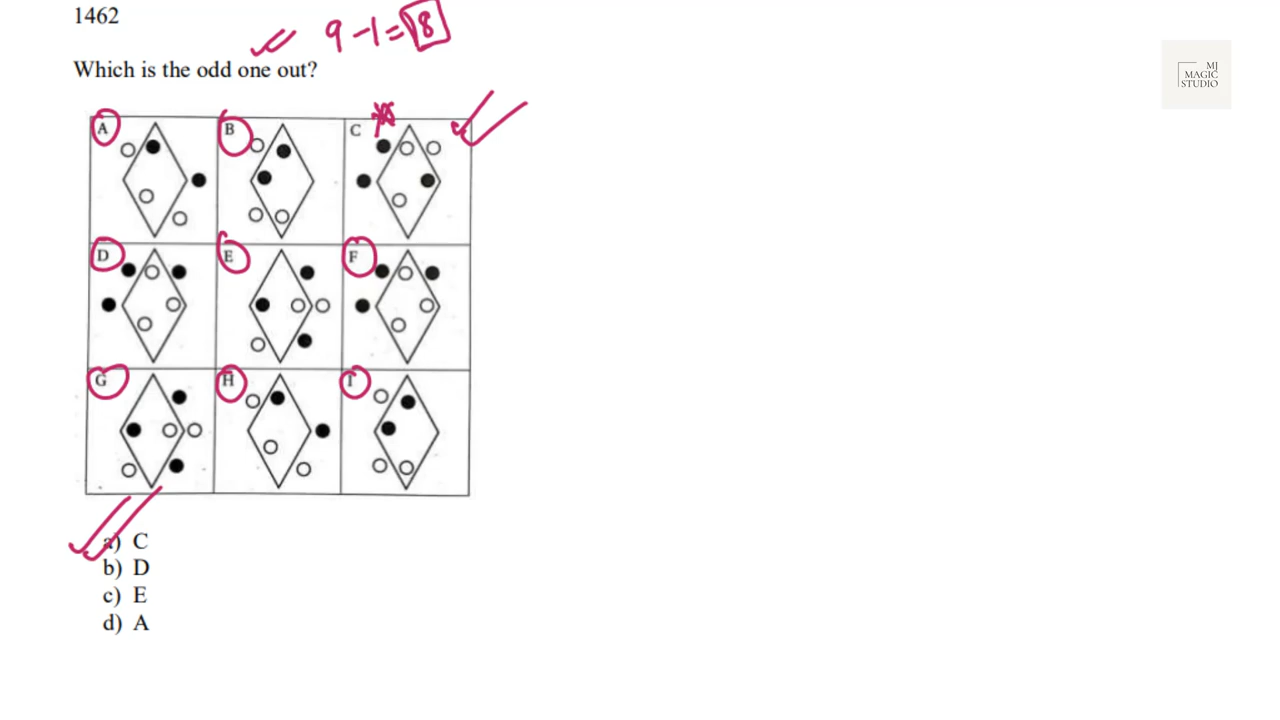 1462
9-1=8
MJ
MAGIC
STUDIO
Which is the odd one out?
A B C
D E F
G H I
a) C
b) D
c) E
d) A